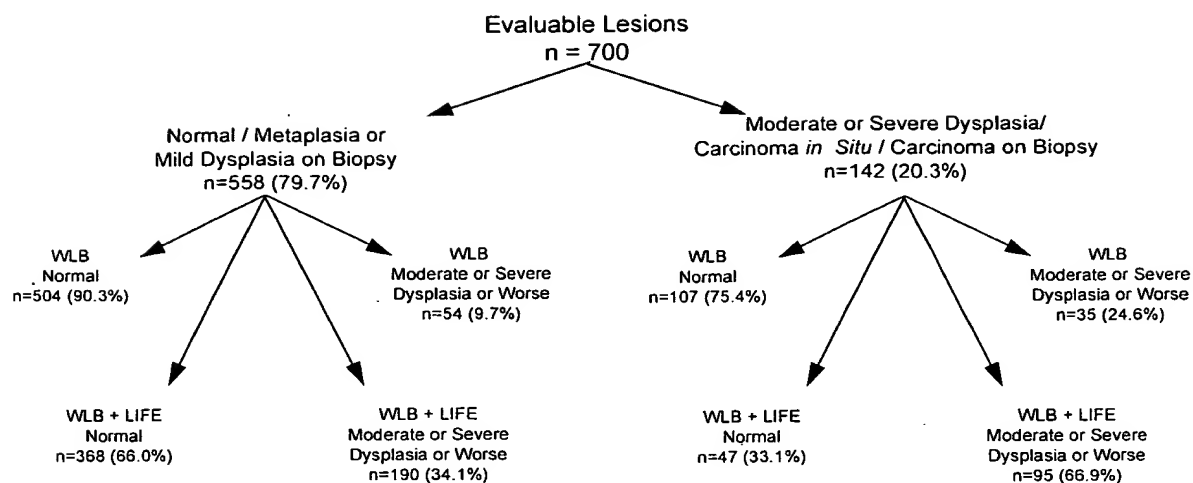 Evaluable Lesions
n = 700
Normal / Metaplasia or
Mild Dysplasia on Biopsy
n=558 (79.7%)
Moderate or Severe Dysplasia/
Carcinoma in Situ / Carcinoma on Biopsy
n=142 (20.3%)
WLB
Normal
n=504 (90.3%)
WLB
Moderate or Severe
Dysplasia or Worse
n=54 (9.7%)
WLB
Normal
n=107 (75.4%)
WLB
Moderate or Severe
Dysplasia or Worse
n=35 (24.6%)
WLB + LIFE
Normal
n=368 (66.0%)
WLB + LIFE
Moderate or Severe
Dysplasia or Worse
n=190 (34.1%)
WLB + LIFE
Normal
n=47 (33.1%)
WLB + LIFE
Moderate or Severe
Dysplasia or Worse
n=95 (66.9%)